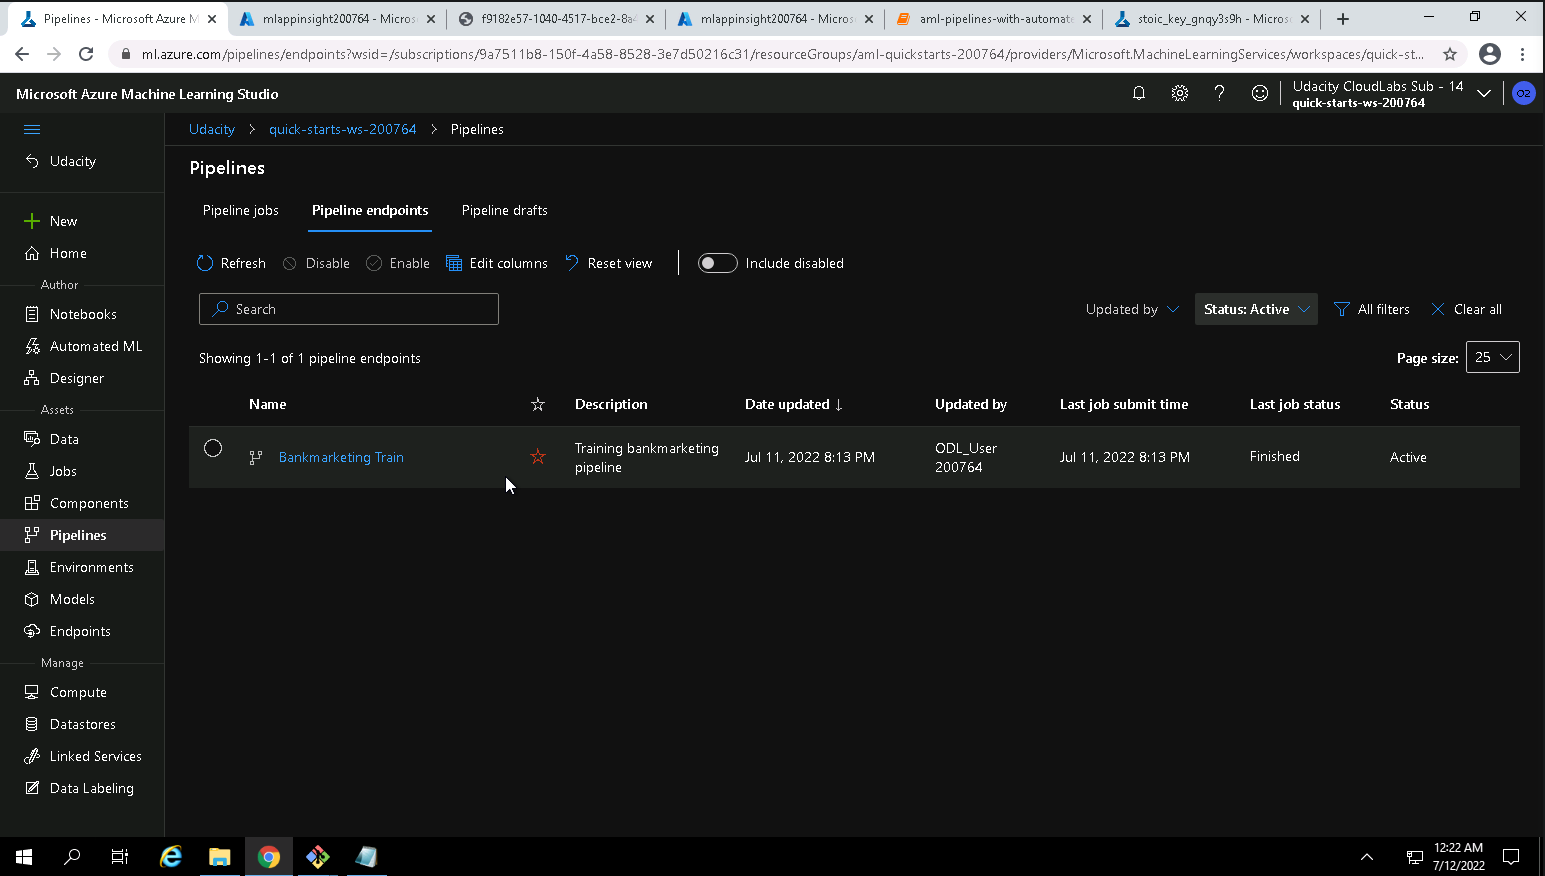 Pipelines - Microsoft Azure M
mlappinsight200764 - Micros
f9182e57-1040-4517-bce2-8a4
mlappinsight200764 - Micros
aml-pipelines-with-automate
stoic_key_gnqy3s9h - Micros
ml.azure.com/pipelines/endpoints?wsid=/subscriptions/9a7511b8-150f-4a58-8528-3e7d50216c31/resourceGroups/aml-quickstarts-200764/providers/Microsoft.MachineLearningServices/workspaces/quick-st...
Microsoft Azure Machine Learning Studio
Udacity CloudLabs Sub - 14
quick-starts-ws-200764
O2
Udacity
New
Home
Author
Notebooks
Automated ML
Designer
Assets
Data
Jobs
Components
Pipelines
Environments
Models
Endpoints
Manage
Compute
Datastores
Linked Services
Data Labeling
Udacity > quick-starts-ws-200764 > Pipelines
Pipelines
Pipeline jobs
Pipeline endpoints
Pipeline drafts
Refresh
Disable
Enable
Edit columns
Reset view
Include disabled
Search
Updated by
Status: Active
All filters
Clear all
Showing 1-1 of 1 pipeline endpoints
Page size: 25
Name
Description
Date updated ↓
Updated by
Last job submit time
Last job status
Status
Bankmarketing Train
Training bankmarketing
pipeline
Jul 11, 2022 8:13 PM
ODL_User
200764
Jul 11, 2022 8:13 PM
Finished
Active
12:22 AM
7/12/2022